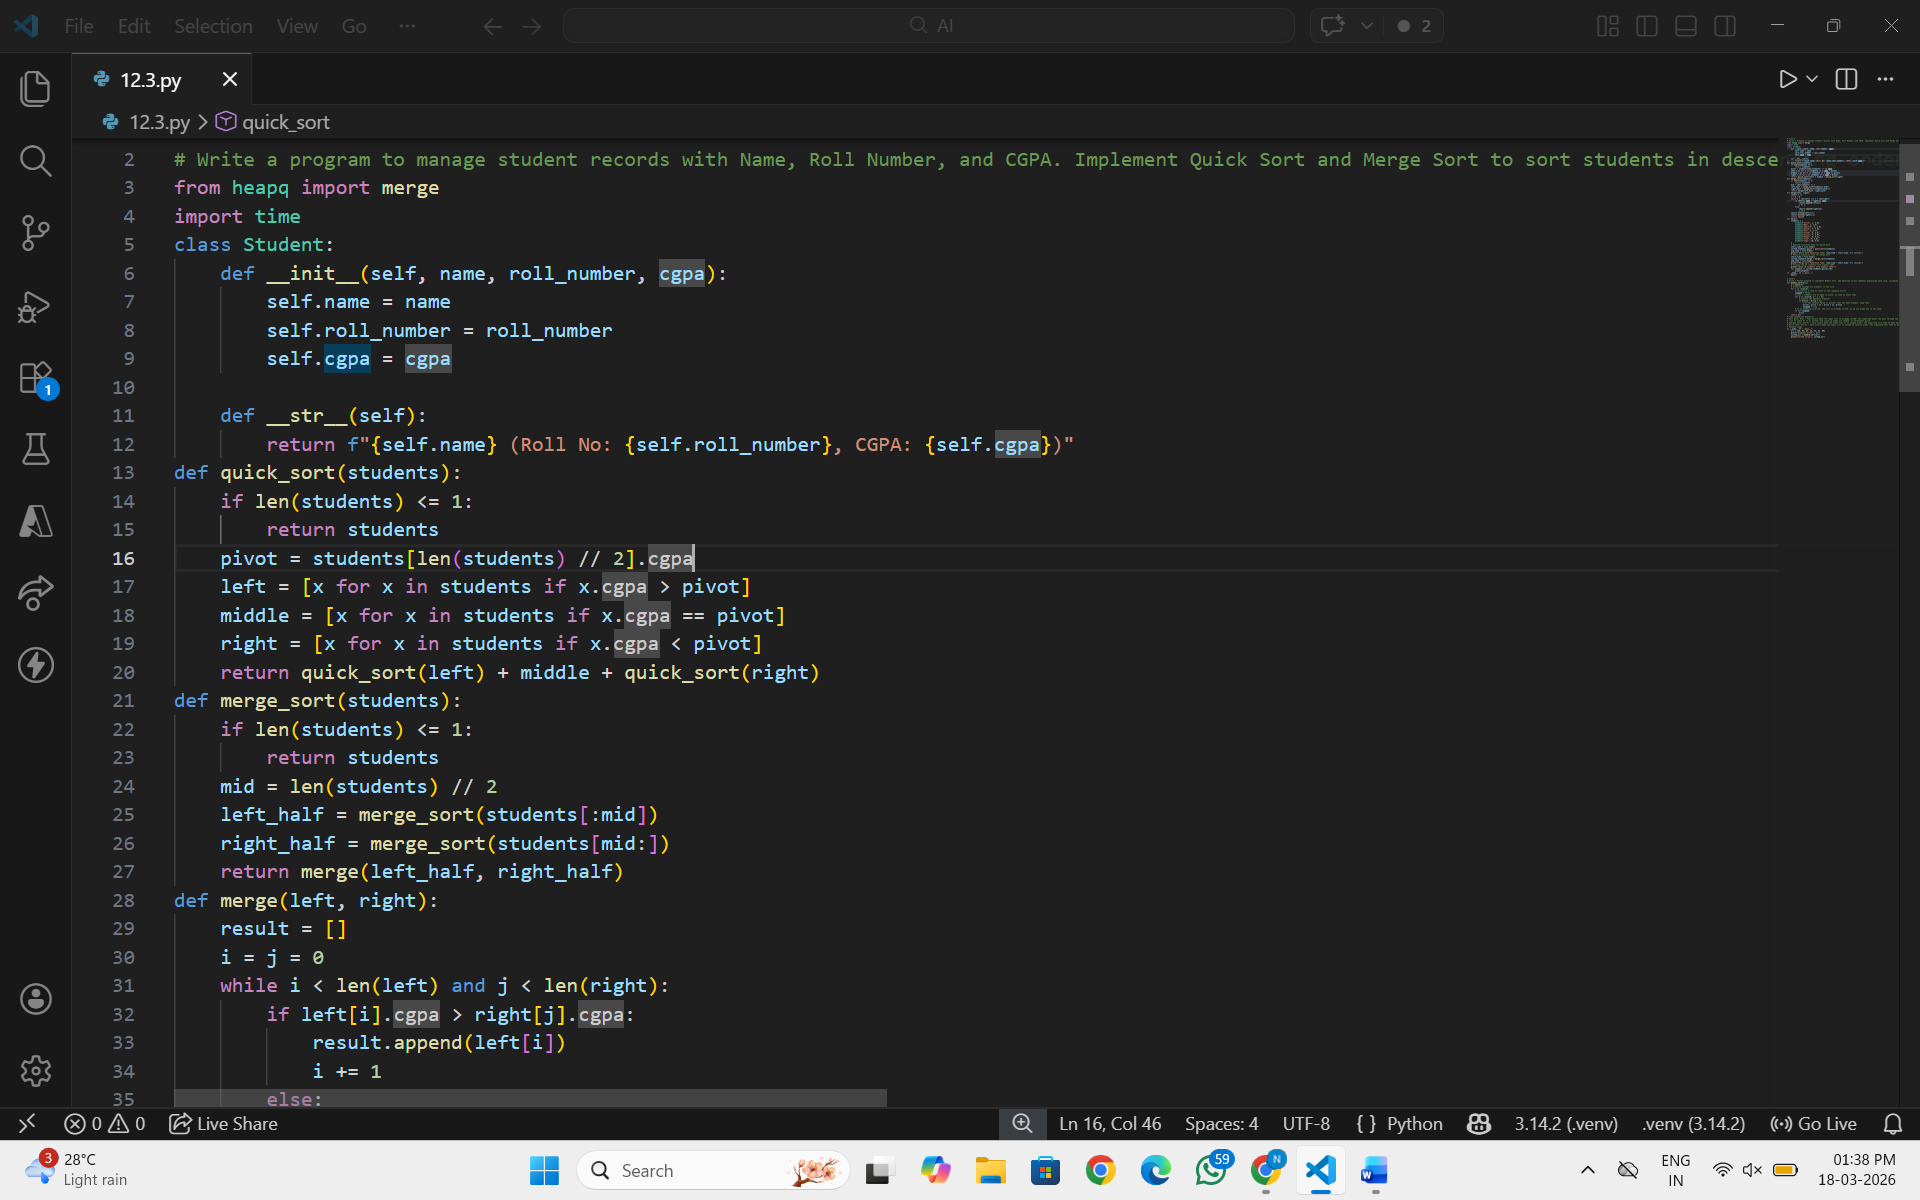 File Edit Selection View Go ··· AI 2
12.3.py
12.3.py > quick_sort
2 # Write a program to manage student records with Name, Roll Number, and CGPA. Implement Quick Sort and Merge Sort to sort students in desce
3 from heapq import merge
4 import time
5 class Student:
6 def __init__(self, name, roll_number, cgpa):
7 self.name = name
8 self.roll_number = roll_number
9 self.cgpa = cgpa
10
11 def __str__(self):
12 return f"{self.name} (Roll No: {self.roll_number}, CGPA: {self.cgpa})"
13 def quick_sort(students):
14 if len(students) <= 1:
15 return students
16 pivot = students[len(students) // 2].cgpa
17 left = [x for x in students if x.cgpa > pivot]
18 middle = [x for x in students if x.cgpa == pivot]
19 right = [x for x in students if x.cgpa < pivot]
20 return quick_sort(left) + middle + quick_sort(right)
21 def merge_sort(students):
22 if len(students) <= 1:
23 return students
24 mid = len(students) // 2
25 left_half = merge_sort(students[:mid])
26 right_half = merge_sort(students[mid:])
27 return merge(left_half, right_half)
28 def merge(left, right):
29 result = []
30 i = j = 0
31 while i < len(left) and j < len(right):
32 if left[i].cgpa > right[j].cgpa:
33 result.append(left[i])
34 i += 1
35 else:
1
0 0 Live Share Ln 16, Col 46 Spaces: 4 UTF-8 { } Python 3.14.2 (.venv) .venv (3.14.2) Go Live
3 28°C
Light rain
Search
59
N
ENG
IN
01:38 PM
18-03-2026